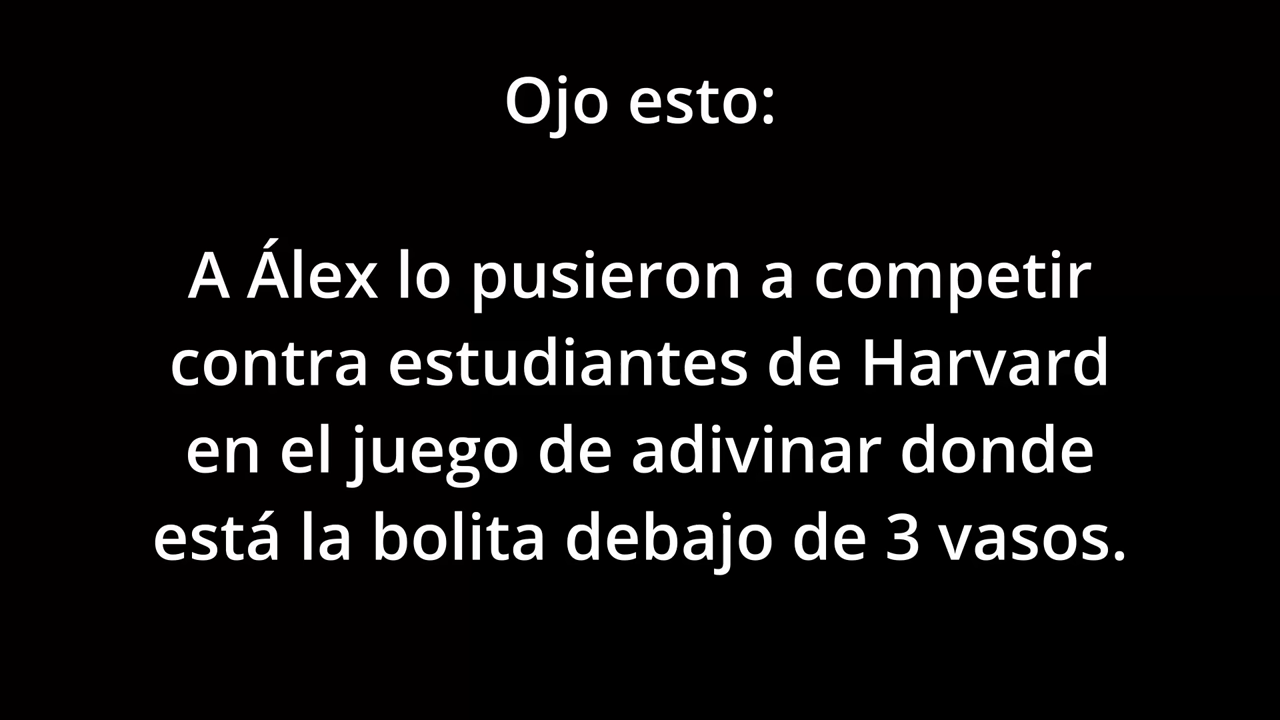 Ojo esto:
A Álex lo pusieron a competir
contra estudiantes de Harvard
en el juego de adivinar donde
está la bolita debajo de 3 vasos.